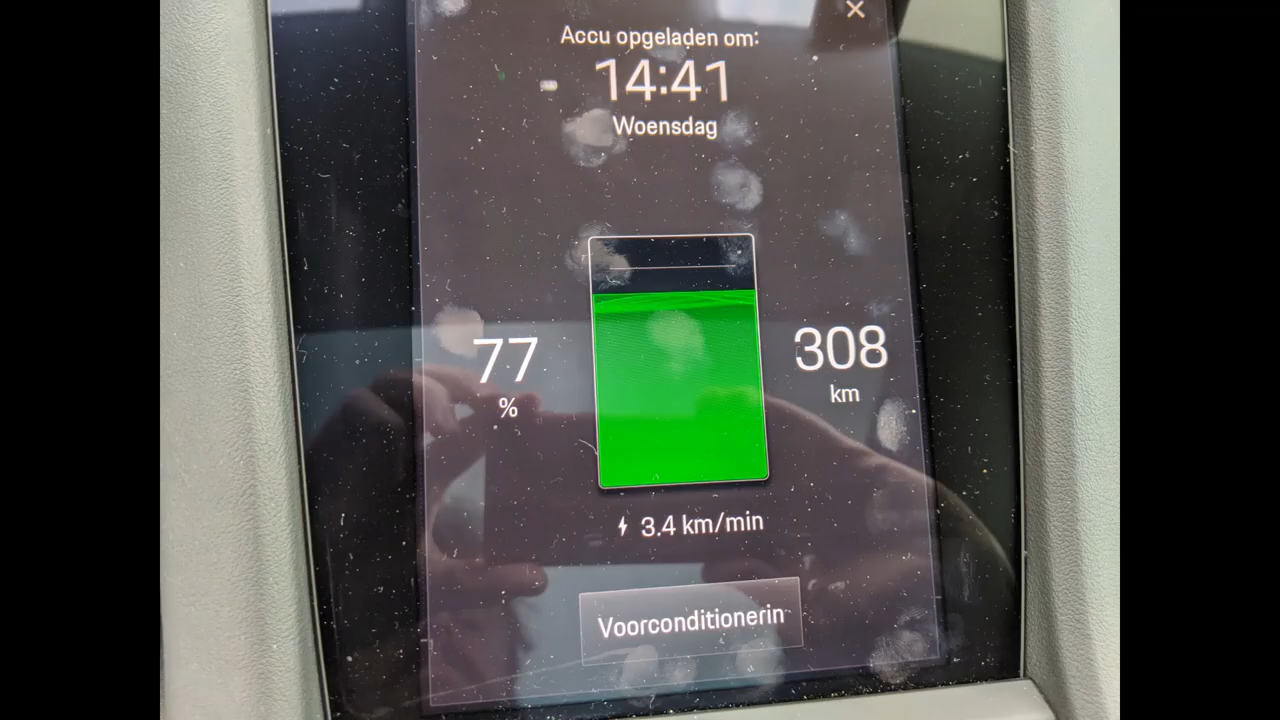 Accu opgeladen om:
14:41
Woensdag
77
%
308
km
3.4 km/min
Voorconditionerin